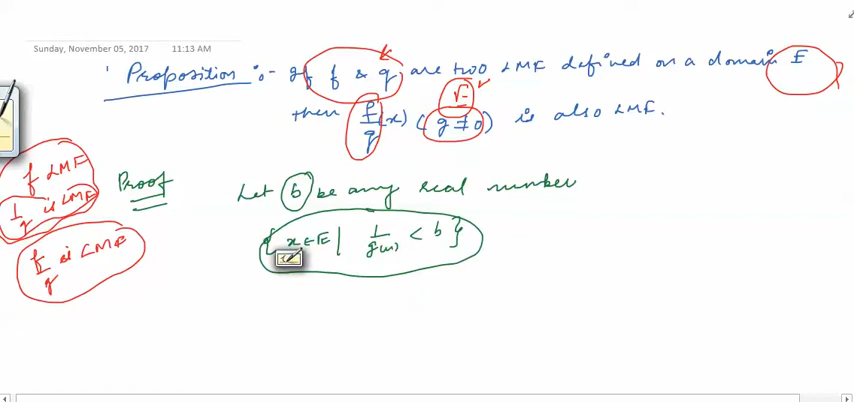 Sunday, November 05, 2017 11:13 AM
Proposition :- If f & g are two LMF defined on a domain E
then f/g (x) (g ≠ 0) is also LMF.
f LMF
1/g is LMF
f/g is LMF
Proof Let b be any real number
{ x ∈ E | 1/g(x) < b }